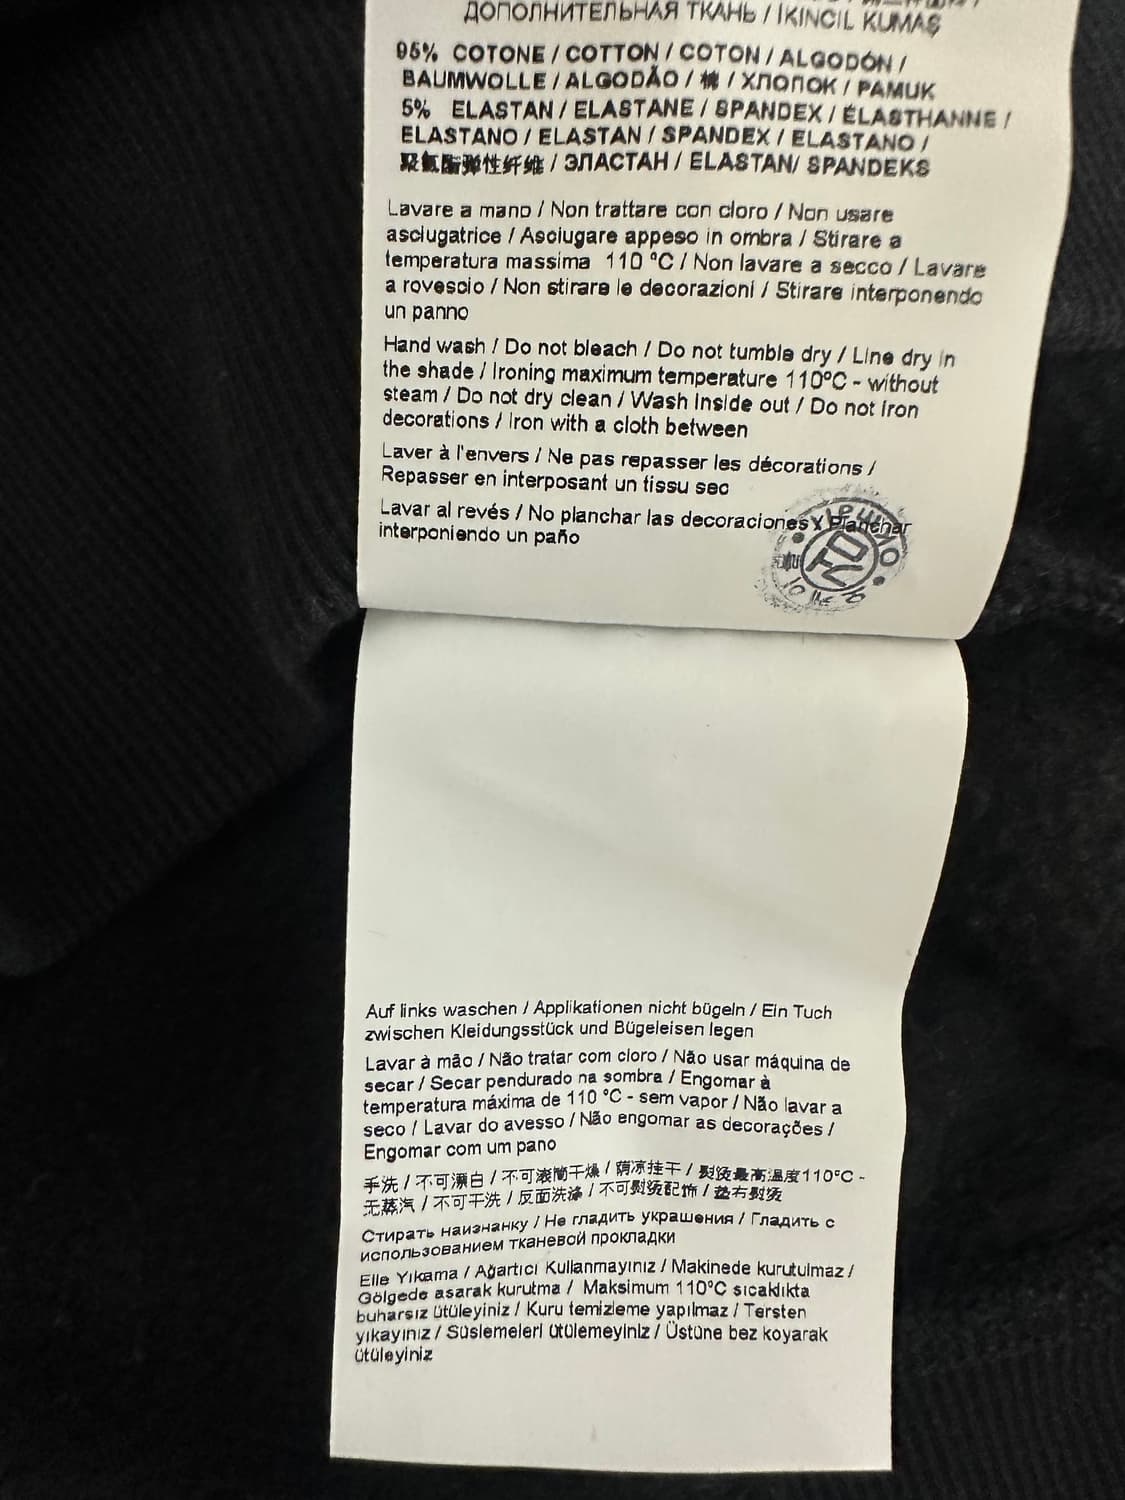 ДОПОЛНИТЕЛЬНАЯ ТКАНЬ / İKİNCİL KUMAŞ
95% COTONE / COTTON / COTON / ALGODÓN /
BAUMWOLLE / ALGODÃO / 棉 / ХЛОПОК / PAMUK
5% ELASTAN / ELASTANE / SPANDEX / ÉLASTHANNE /
ELASTANO / ELASTAN / SPANDEX / ELASTANO /
聚氨酯弹性纤维 / ЭЛАСТАН / ELASTAN/ SPANDEKS
Lavare a mano / Non trattare con cloro / Non usare
asciugatrice / Asciugare appeso in ombra / Stirare a
temperatura massima 110 °C / Non lavare a secco / Lavare
a rovescio / Non stirare le decorazioni / Stirare interponendo
un panno
Hand wash / Do not bleach / Do not tumble dry / Line dry in
the shade / Ironing maximum temperature 110°C - without
steam / Do not dry clean / Wash inside out / Do not iron
decorations / Iron with a cloth between
Laver à l'envers / Ne pas repasser les décorations /
Repasser en interposant un tissu sec
Lavar al revés / No planchar las decoraciones / Planchar
interponiendo un paño
Auf links waschen / Applikationen nicht bügeln / Ein Tuch
zwischen Kleidungsstück und Bügeleisen legen
Lavar à mão / Não tratar com cloro / Não usar máquina de
secar / Secar pendurado na sombra / Engomar à
temperatura máxima de 110 °C - sem vapor / Não lavar a
seco / Lavar do avesso / Não engomar as decorações /
Engomar com um pano
手洗 / 不可漂白 / 不可滚筒干燥 / 荫凉挂干 / 熨烫最高温度110°C -
无蒸汽 / 不可干洗 / 反面洗涤 / 不可熨烫配饰 / 垫布熨烫
Стирать наизнанку / Не гладить украшения / Гладить с
использованием тканевой прокладки
Elle Yıkama / Ağartıcı Kullanmayınız / Makinede kurutulmaz /
Gölgede asarak kurutma / Maksimum 110°C sıcaklıkta
buharsız ütüleyiniz / Kuru temizleme yapılmaz / Tersten
yıkayınız / Süslemeleri ütülemeyiniz / Üstüne bez koyarak
ütüleyiniz